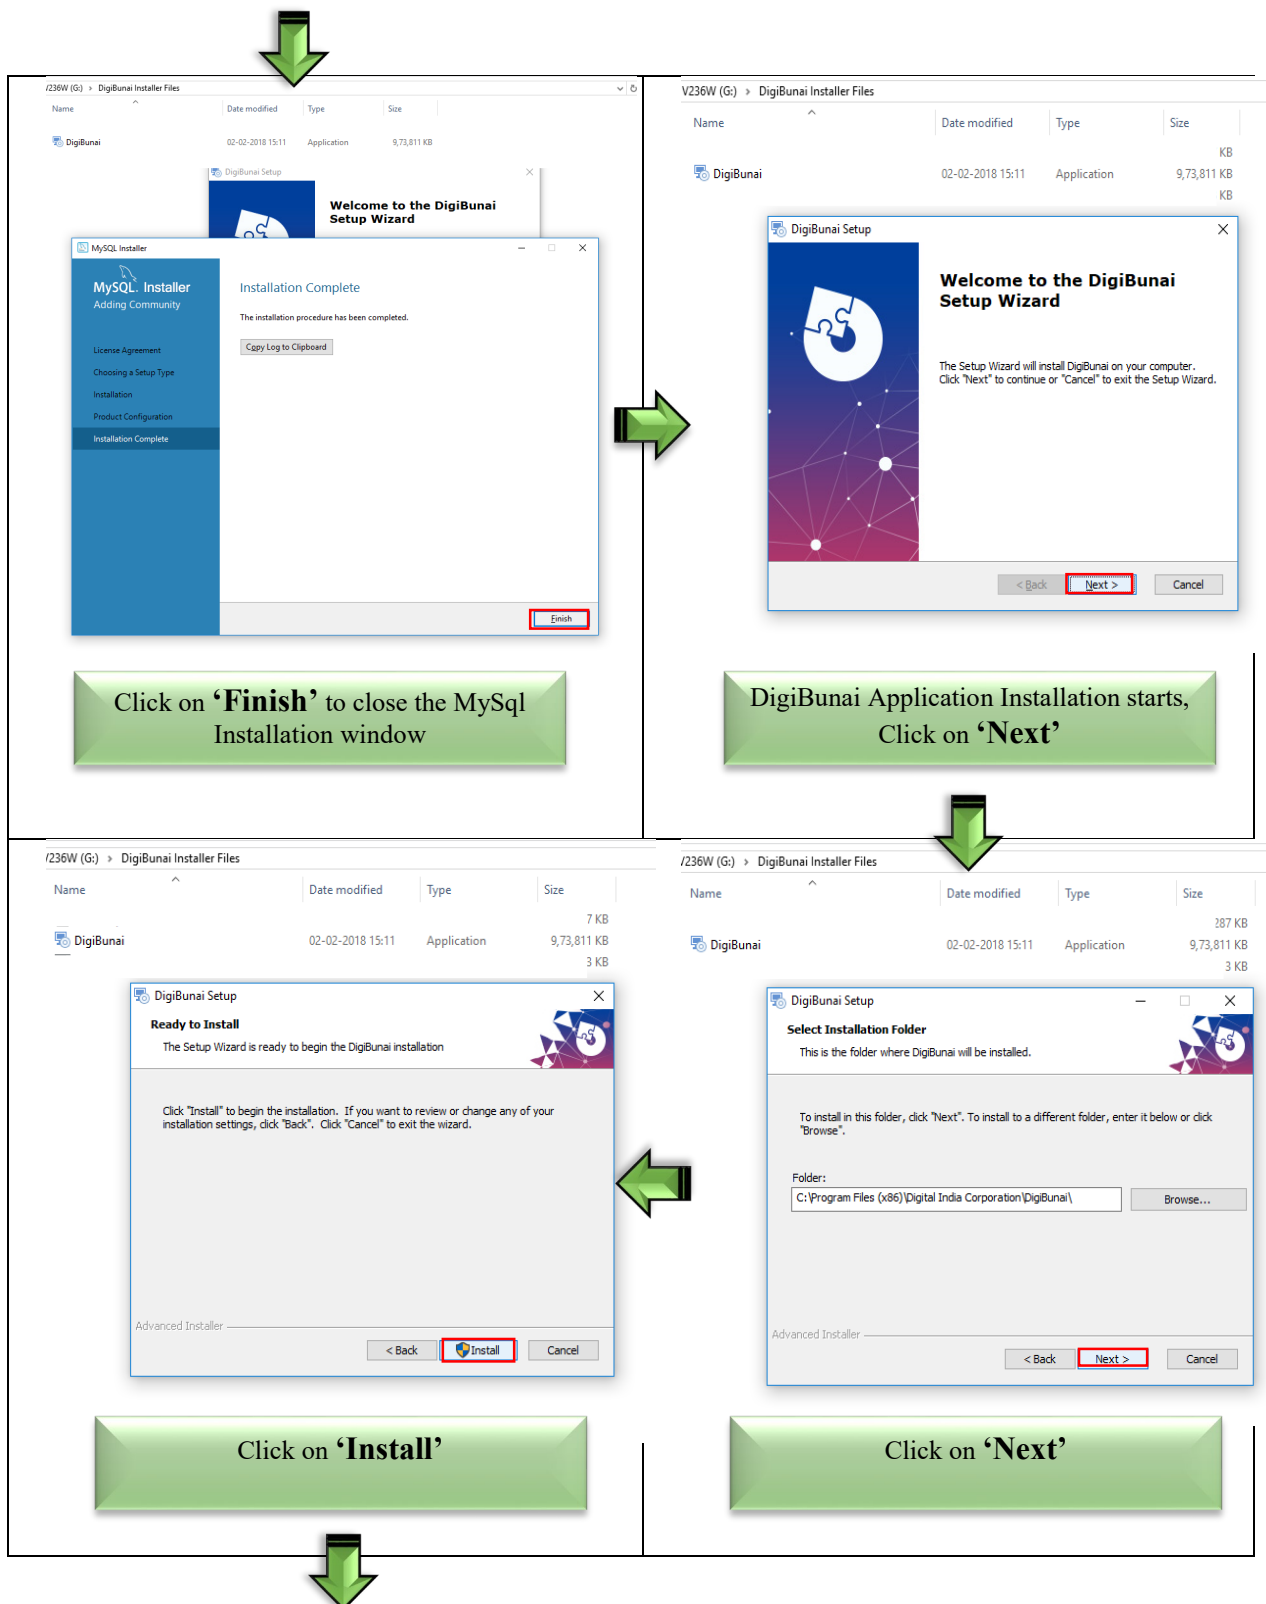 /236W (G:) › DigiBunai Installer Files
Name Date modified Type Size
DigiBunai 02-02-2018 15:11 Application 9,73,811 KB
DigiBunai Setup
Welcome to the DigiBunai
Setup Wizard
MySQL Installer
MySQL. Installer
Adding Community
License Agreement
Choosing a Setup Type
Installation
Product Configuration
Installation Complete
Installation Complete
The installation procedure has been completed.
Copy Log to Clipboard
Finish
Click on ‘Finish’ to close the MySql
Installation window
V236W (G:) › DigiBunai Installer Files
Name Date modified Type Size
KB
DigiBunai 02-02-2018 15:11 Application 9,73,811 KB
KB
DigiBunai Setup
Welcome to the DigiBunai
Setup Wizard
The Setup Wizard will install DigiBunai on your computer.
Click "Next" to continue or "Cancel" to exit the Setup Wizard.
< Back Next > Cancel
DigiBunai Application Installation starts,
Click on ‘Next’
/236W (G:) › DigiBunai Installer Files
Name Date modified Type Size
7 KB
DigiBunai 02-02-2018 15:11 Application 9,73,811 KB
3 KB
DigiBunai Setup
Ready to Install
The Setup Wizard is ready to begin the DigiBunai installation
Click "Install" to begin the installation. If you want to review or change any of your
installation settings, click "Back". Click "Cancel" to exit the wizard.
Advanced Installer
< Back Install Cancel
Click on ‘Install’
/236W (G:) › DigiBunai Installer Files
Name Date modified Type Size
287 KB
DigiBunai 02-02-2018 15:11 Application 9,73,811 KB
3 KB
DigiBunai Setup
Select Installation Folder
This is the folder where DigiBunai will be installed.
To install in this folder, click "Next". To install to a different folder, enter it below or click
"Browse".
Folder:
C:\Program Files (x86)\Digital India Corporation\DigiBunai\
Browse...
Advanced Installer
< Back Next > Cancel
Click on ‘Next’